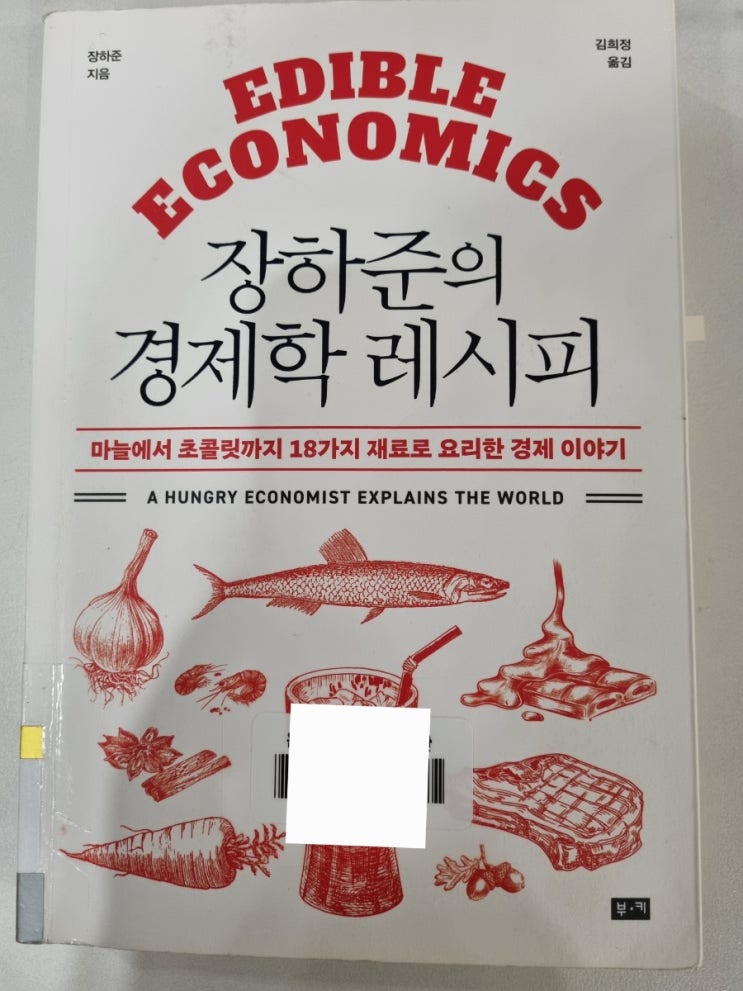 장하준
지음
김희정
옮김
EDIBLE
ECONOMICS
장하준의
경제학 레시피
마늘에서 초콜릿까지 18가지 재료로 요리한 경제 이야기
A HUNGRY ECONOMIST EXPLAINS THE WORLD
부·키